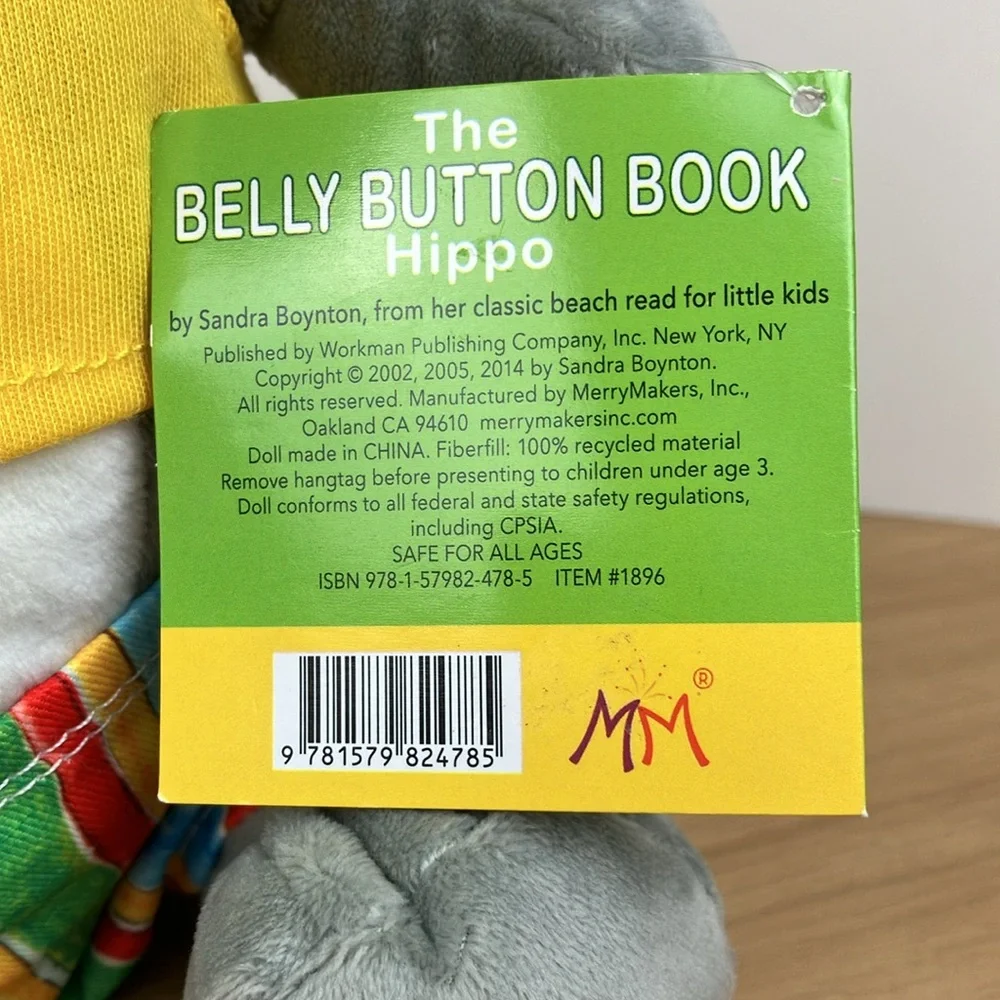 The
BELLY BUTTON BOOK
Hippo
by Sandra Boynton, from her classic beach read for little kids
Published by Workman Publishing Company, Inc. New York, NY
Copyright © 2002, 2005, 2014 by Sandra Boynton.
All rights reserved. Manufactured by MerryMakers, Inc.,
Oakland CA 94610 merrymakersinc.com
Doll made in CHINA. Fiberfill: 100% recycled material
Remove hangtag before presenting to children under age 3.
Doll conforms to all federal and state safety regulations,
including CPSIA.
SAFE FOR ALL AGES
ISBN 978-1-57982-478-5 ITEM #1896
9 781579 824785
MM ®